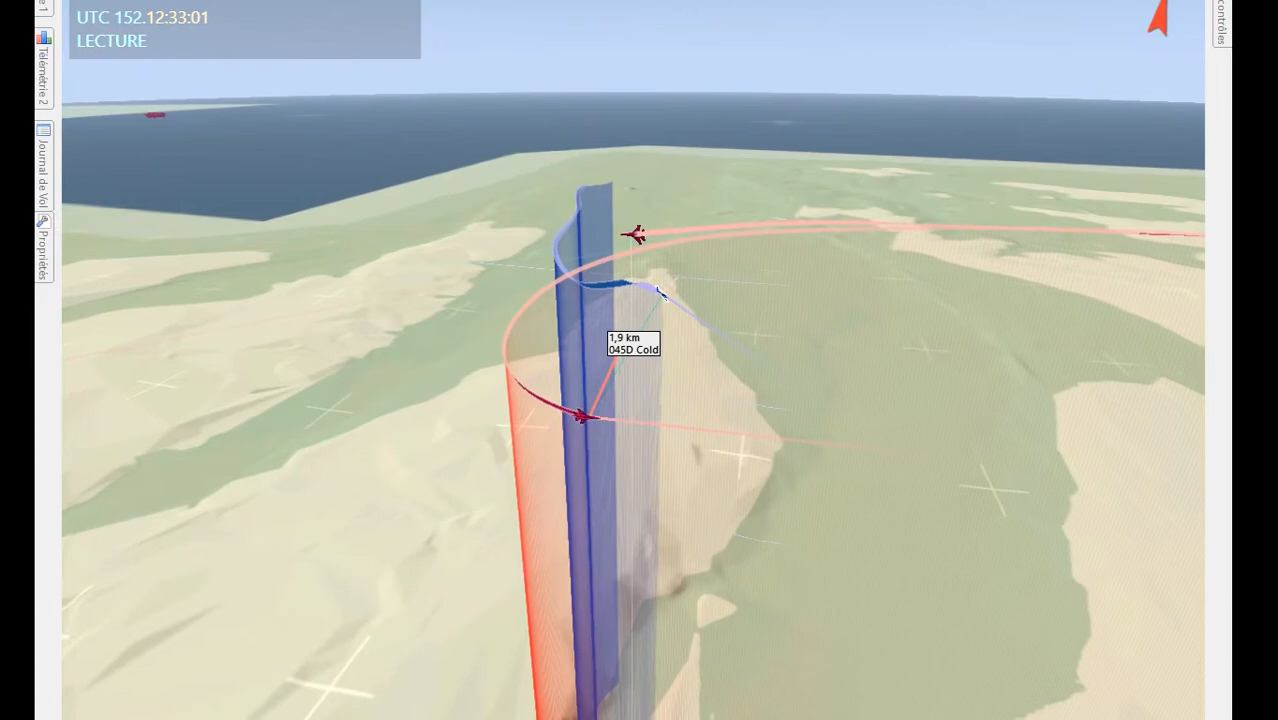 UTC 152.12:33:01
LECTURE
Télémétrie 2
Journal de Vol
Propriétés
contrôles
1,9 km
045D Cold